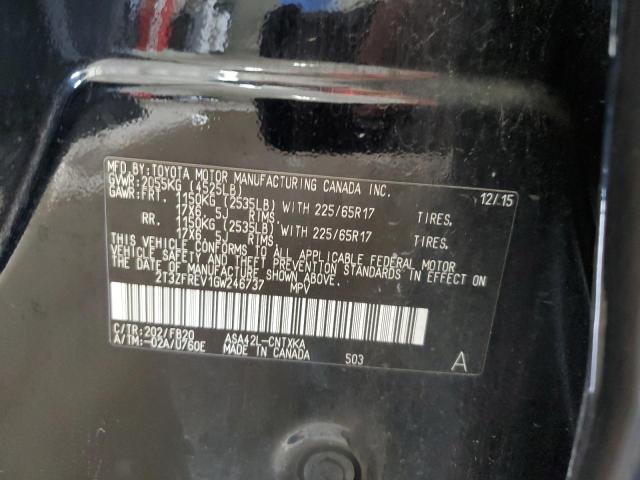 MFD.BY:TOYOTA MOTOR MANUFACTURING CANADA INC. 12/15
GVWR:2055KG (4525LB)
GAWR:FRT. 1150KG (2535LB) WITH 225/65R17 TIRES,
17X6.5J RIMS.
RR. 1150KG (2535LB) WITH 225/65R17 TIRES,
17X6.5J RIMS.
THIS VEHICLE CONFORMS TO ALL APPLICABLE FEDERAL MOTOR
VEHICLE SAFETY AND THEFT PREVENTION STANDARDS IN EFFECT ON
THE DATE OF MANUFACTURE SHOWN ABOVE.
2T3ZFREV1GW246737 MPV
C/TR:202/FB20 ASA42L-CNTXKA
A/TM:-02A/U760E MADE IN CANADA S03 A